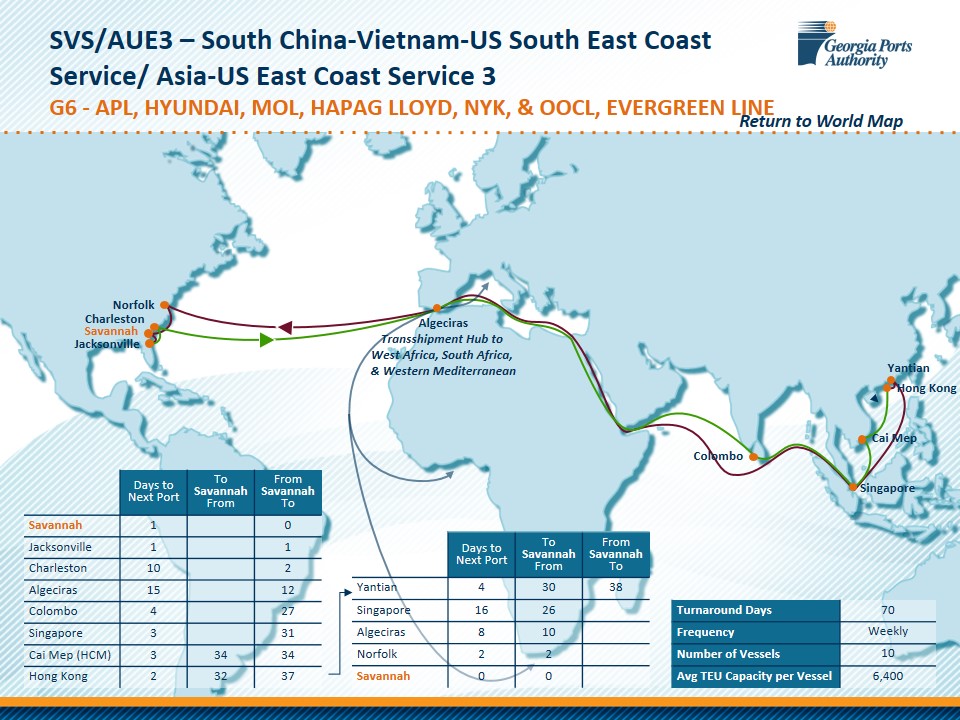 SVS/AUE3 – South China-Vietnam-US South East Coast
Service/ Asia-US East Coast Service 3
G6 - APL, HYUNDAI, MOL, HAPAG LLOYD, NYK, & OOCL, EVERGREEN LINE
Georgia Ports
Authority
Return to World Map
Norfolk
Charleston
Savannah
Jacksonville
Algeciras
Transshipment Hub to
West Africa, South Africa,
& Western Mediterranean
Yantian
Hong Kong
Cai Mep
Colombo
Singapore
Days to Next Port To Savannah From From Savannah To
Savannah 1 0
Jacksonville 1 1
Charleston 10 2
Algeciras 15 12
Colombo 4 27
Singapore 3 31
Cai Mep (HCM) 3 34 34
Hong Kong 2 32 37
Days to Next Port To Savannah From From Savannah To
Yantian 4 30 38
Singapore 16 26
Algeciras 8 10
Norfolk 2 2
Savannah 0 0
Turnaround Days 70
Frequency Weekly
Number of Vessels 10
Avg TEU Capacity per Vessel 6,400